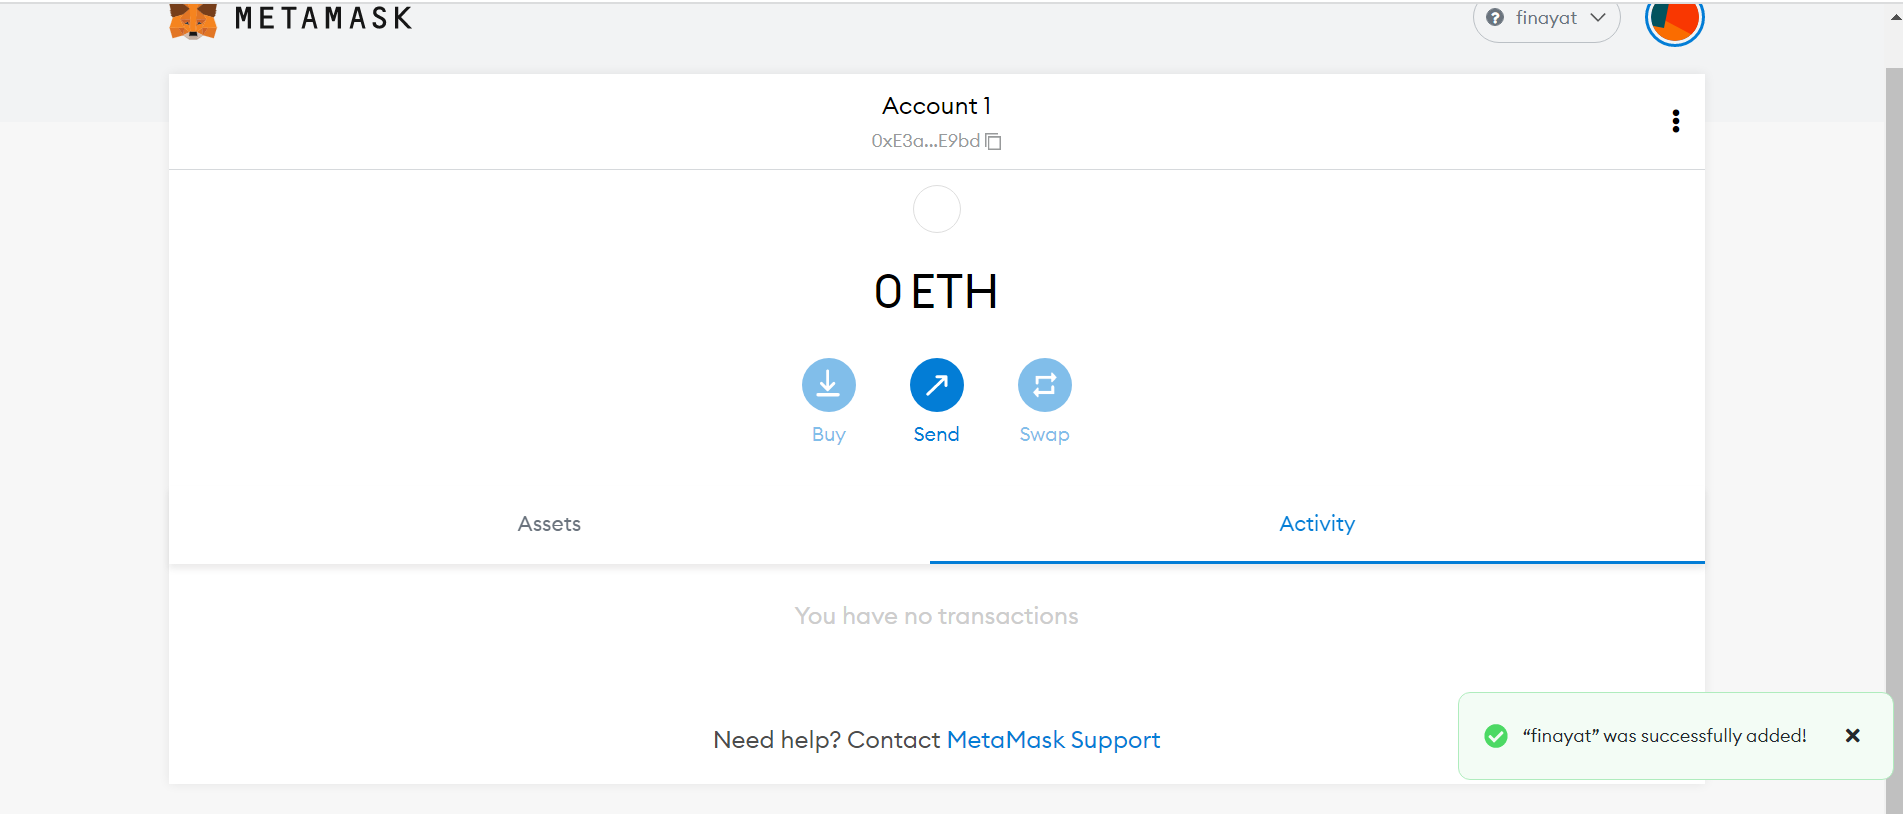 METAMASK
finayat
Account 1
0xE3a...E9bd
0 ETH
Buy
Send
Swap
Assets
Activity
You have no transactions
Need help? Contact MetaMask Support
“finayat” was successfully added!